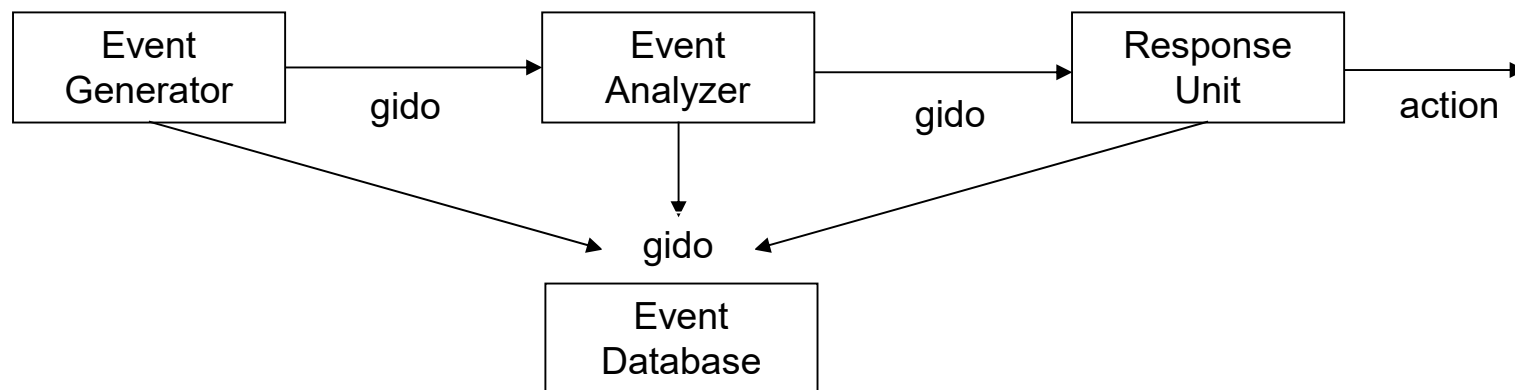 Event
Generator
gido
Event
Analyzer
gido
Response
Unit
action
gido
Event
Database